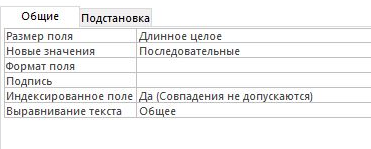 Общие Подстановка
Размер поля Длинное целое
Новые значения Последовательные
Формат поля
Подпись
Индексированное поле Да (Совпадения не допускаются)
Выравнивание текста Общее